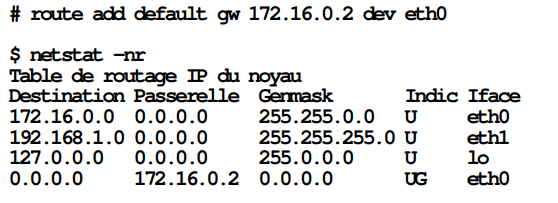 # route add default gw 172.16.0.2 dev eth0
$ netstat –nr
Table de routage IP du noyau
Destination Passerelle Genmask Indic Iface
172.16.0.0 0.0.0.0 255.255.0.0 U eth0
192.168.1.0 0.0.0.0 255.255.255.0 U eth1
127.0.0.0 0.0.0.0 255.0.0.0 U lo
0.0.0.0 172.16.0.2 0.0.0.0 UG eth0